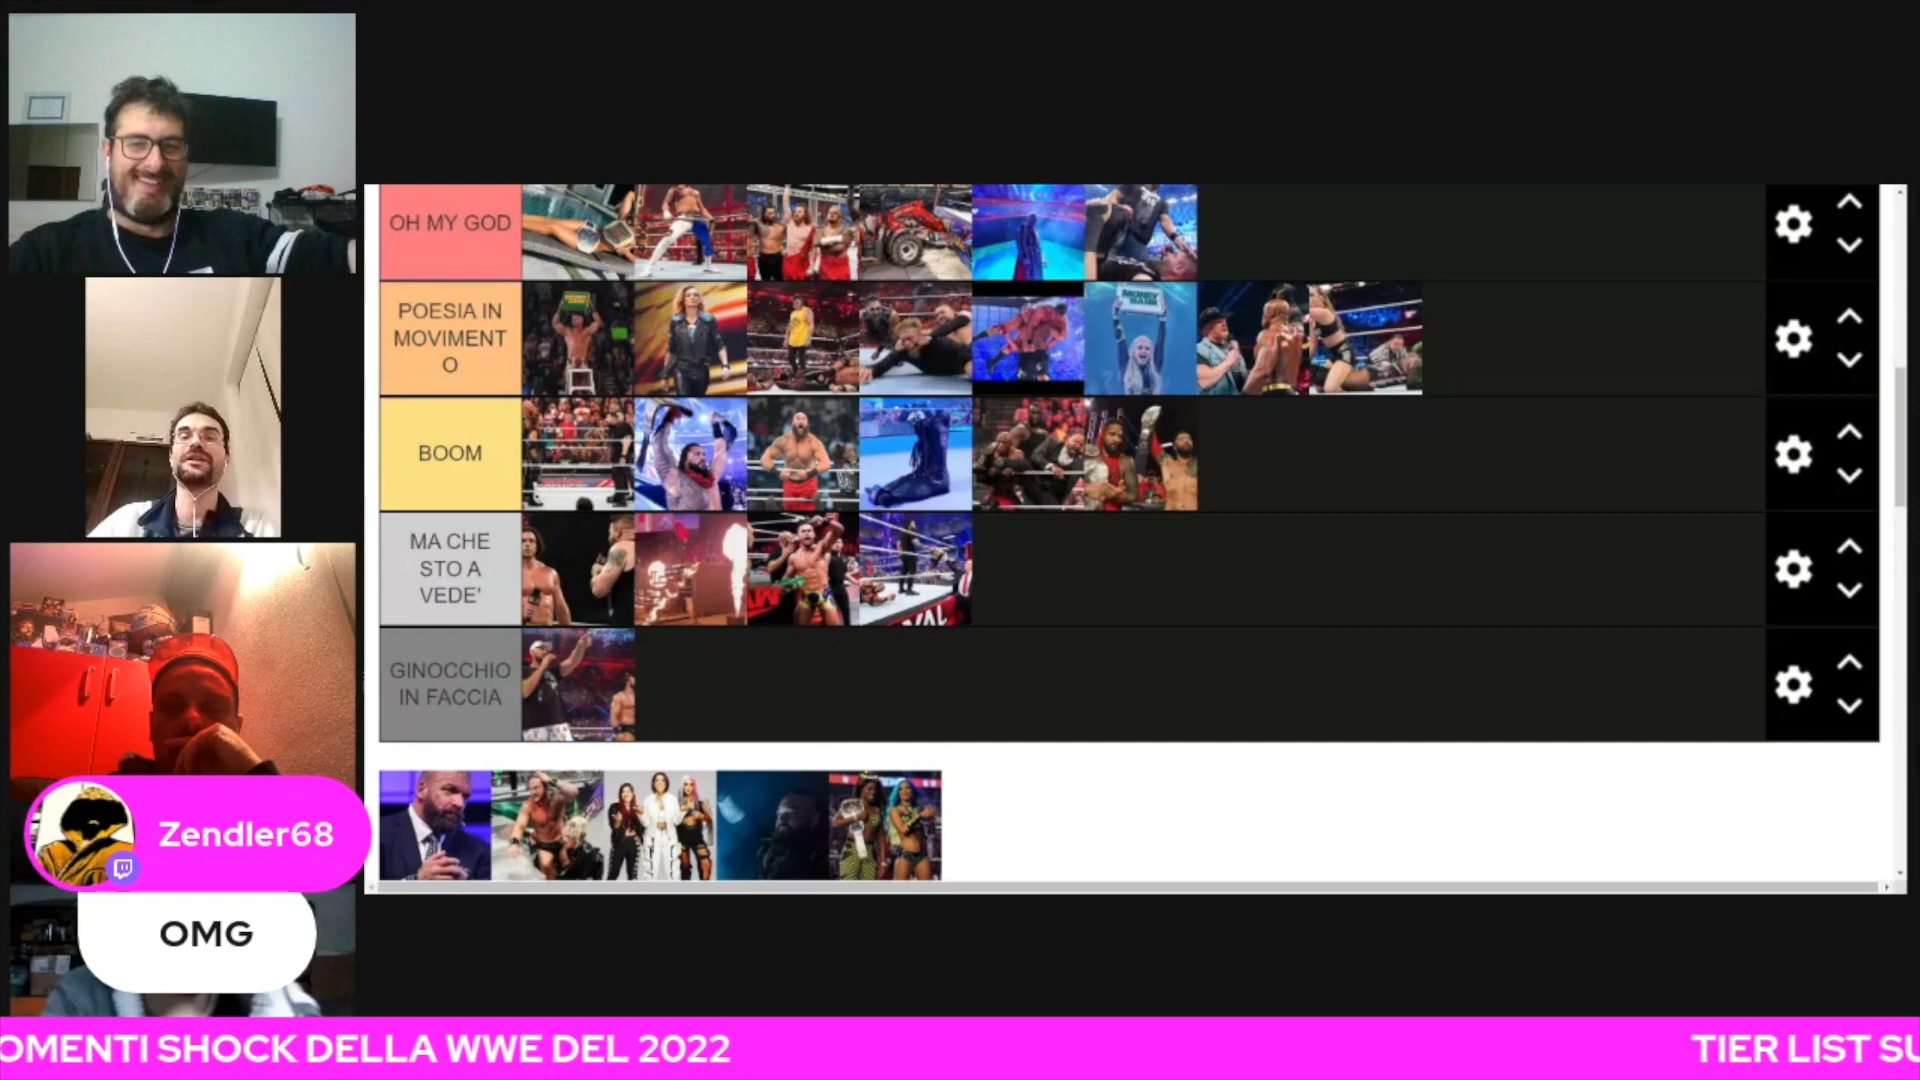 OH MY GOD
POESIA IN
MOVIMENT
O
BOOM
MA CHE
STO A
VEDE'
GINOCCHIO
IN FACCIA
Zendler68
OMG
OMENTI SHOCK DELLA WWE DEL 2022
TIER LIST SU